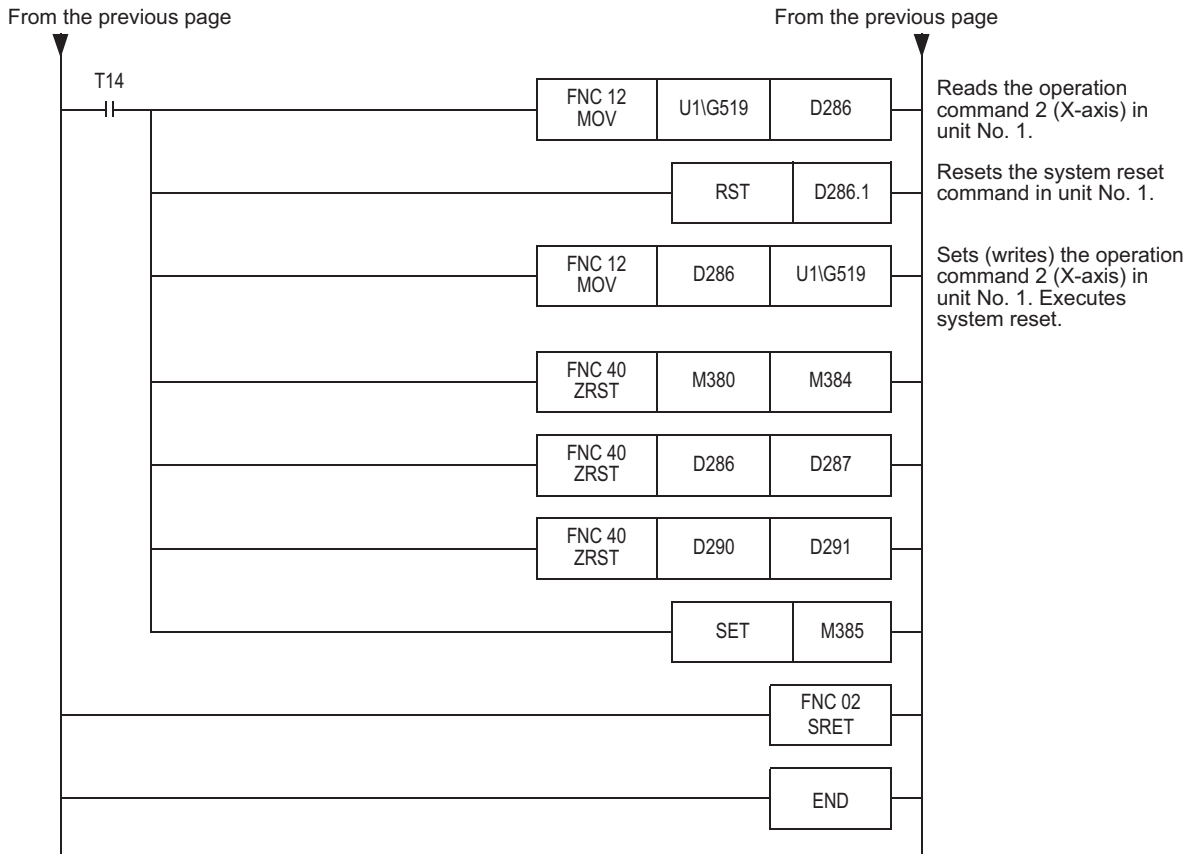 From the previous page
From the previous page
T14
FNC 12
MOV
U1\G519
D286
Reads the operation
command 2 (X-axis) in
unit No. 1.
RST
D286.1
Resets the system reset
command in unit No. 1.
FNC 12
MOV
D286
U1\G519
Sets (writes) the operation
command 2 (X-axis) in
unit No. 1. Executes
system reset.
FNC 40
ZRST
M380
M384
FNC 40
ZRST
D286
D287
FNC 40
ZRST
D290
D291
SET
M385
FNC 02
SRET
END